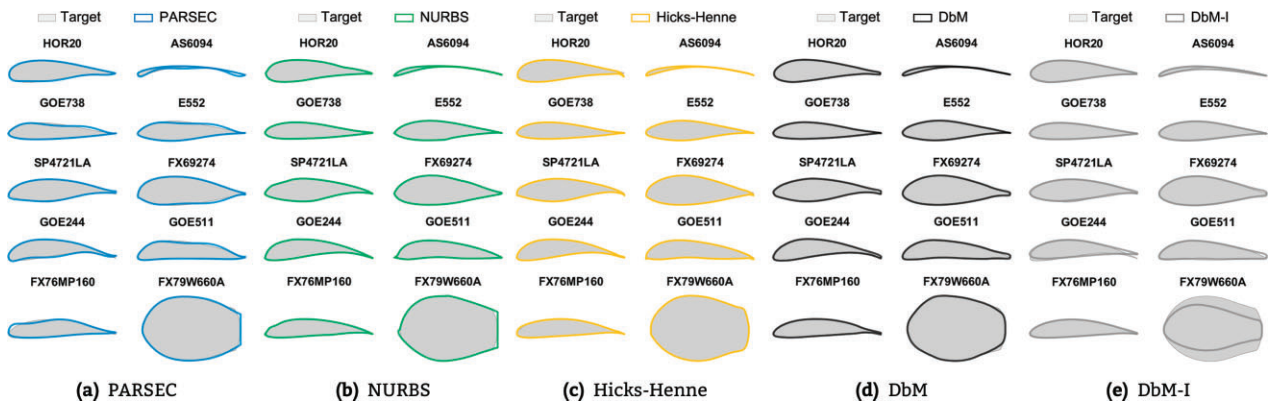 Target PARSEC Target NURBS Target Hicks-Henne Target DbM Target DbM-I
HOR20 AS6094 HOR20 AS6094 HOR20 AS6094 HOR20 AS6094 HOR20 AS6094
GOE738 E552 GOE738 E552 GOE738 E552 GOE738 E552 GOE738 E552
SP4721LA FX69274 SP4721LA FX69274 SP4721LA FX69274 SP4721LA FX69274 SP4721LA FX69274
GOE244 GOE511 GOE244 GOE511 GOE244 GOE511 GOE244 GOE511 GOE244 GOE511
FX76MP160 FX79W660A FX76MP160 FX79W660A FX76MP160 FX79W660A FX76MP160 FX79W660A FX76MP160 FX79W660A
(a) PARSEC (b) NURBS (c) Hicks-Henne (d) DbM (e) DbM-I